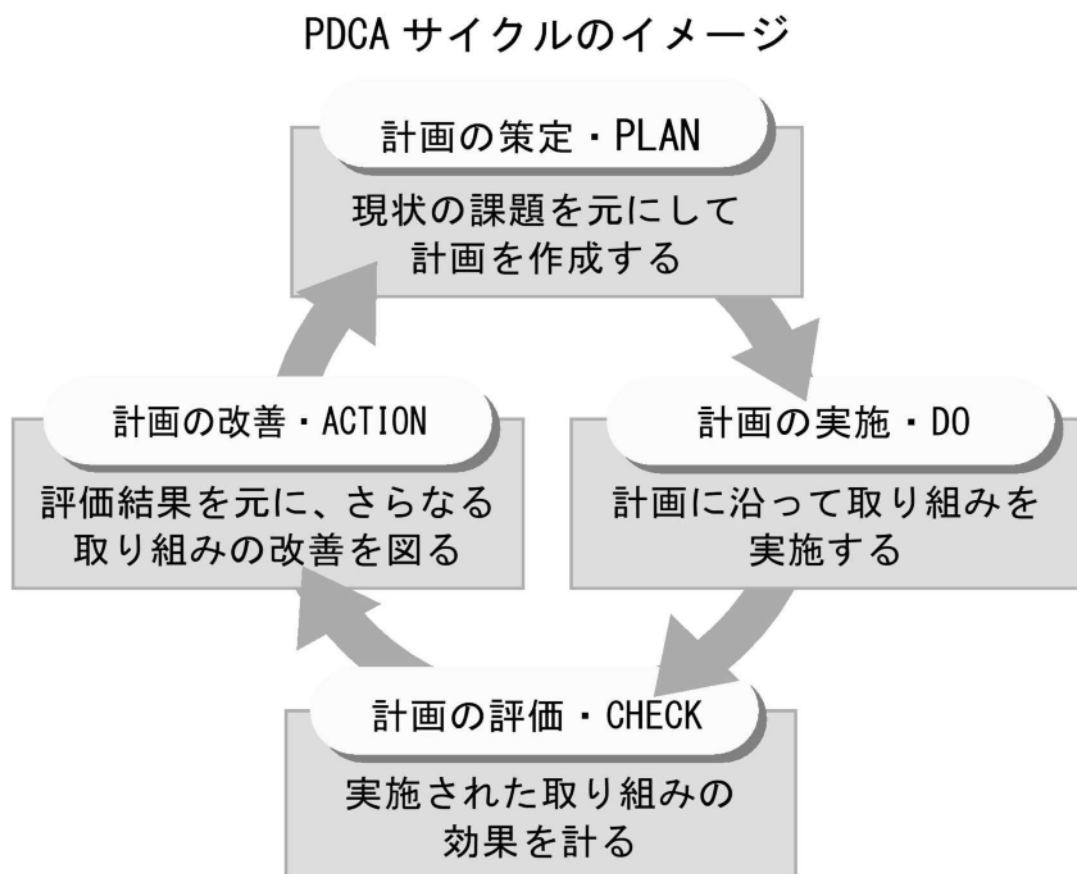 PDCA サイクルのイメージ
計画の策定・PLAN
現状の課題を元にして
計画を作成する
計画の実施・DO
計画に沿って取り組みを
実施する
計画の評価・CHECK
実施された取り組みの
効果を計る
計画の改善・ACTION
評価結果を元に、さらなる
取り組みの改善を図る